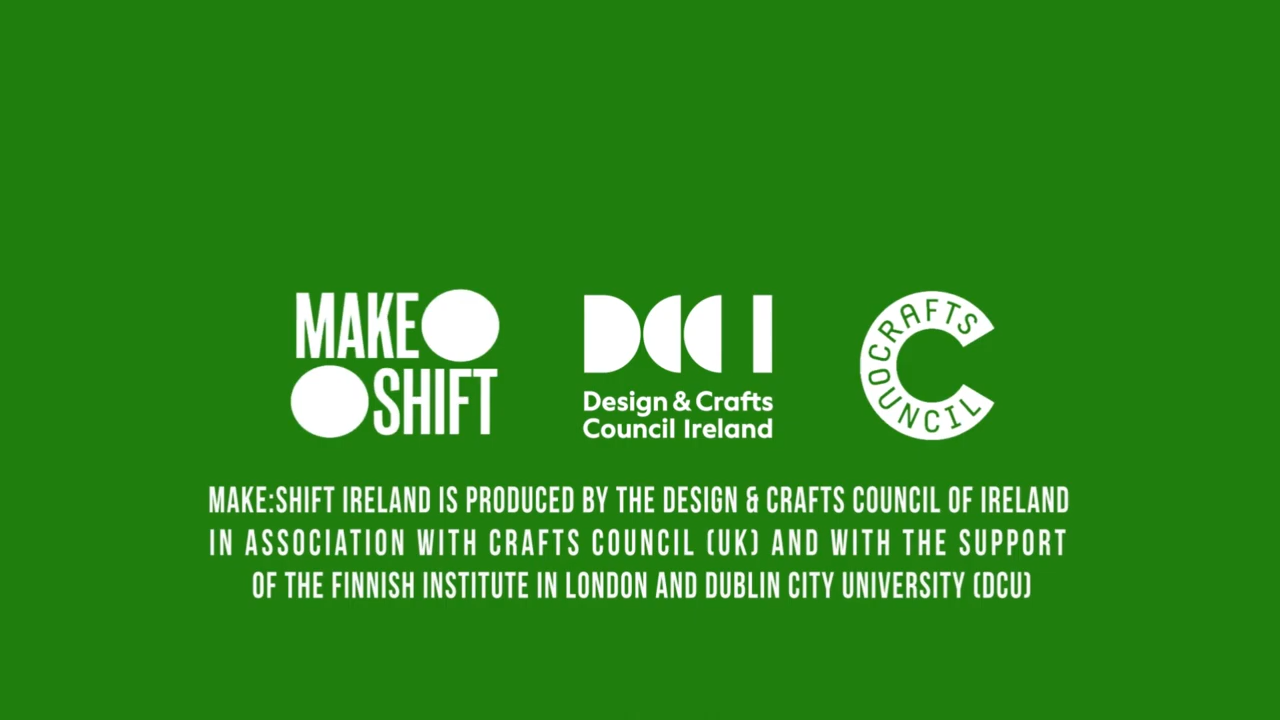 MAKE
SHIFT
DCCI
Design & Crafts
Council Ireland
CRAFTS
COUNCIL
MAKE:SHIFT IRELAND IS PRODUCED BY THE DESIGN & CRAFTS COUNCIL OF IRELAND
IN ASSOCIATION WITH CRAFTS COUNCIL (UK) AND WITH THE SUPPORT
OF THE FINNISH INSTITUTE IN LONDON AND DUBLIN CITY UNIVERSITY (DCU)